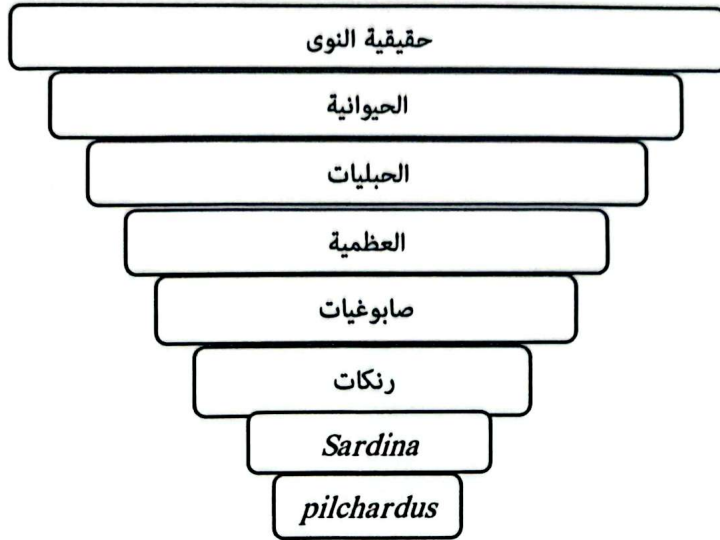 حقيقية النوى
الحيوانية
الحبليات
العظمية
صابوغيات
رنكات
Sardina
pilchardus